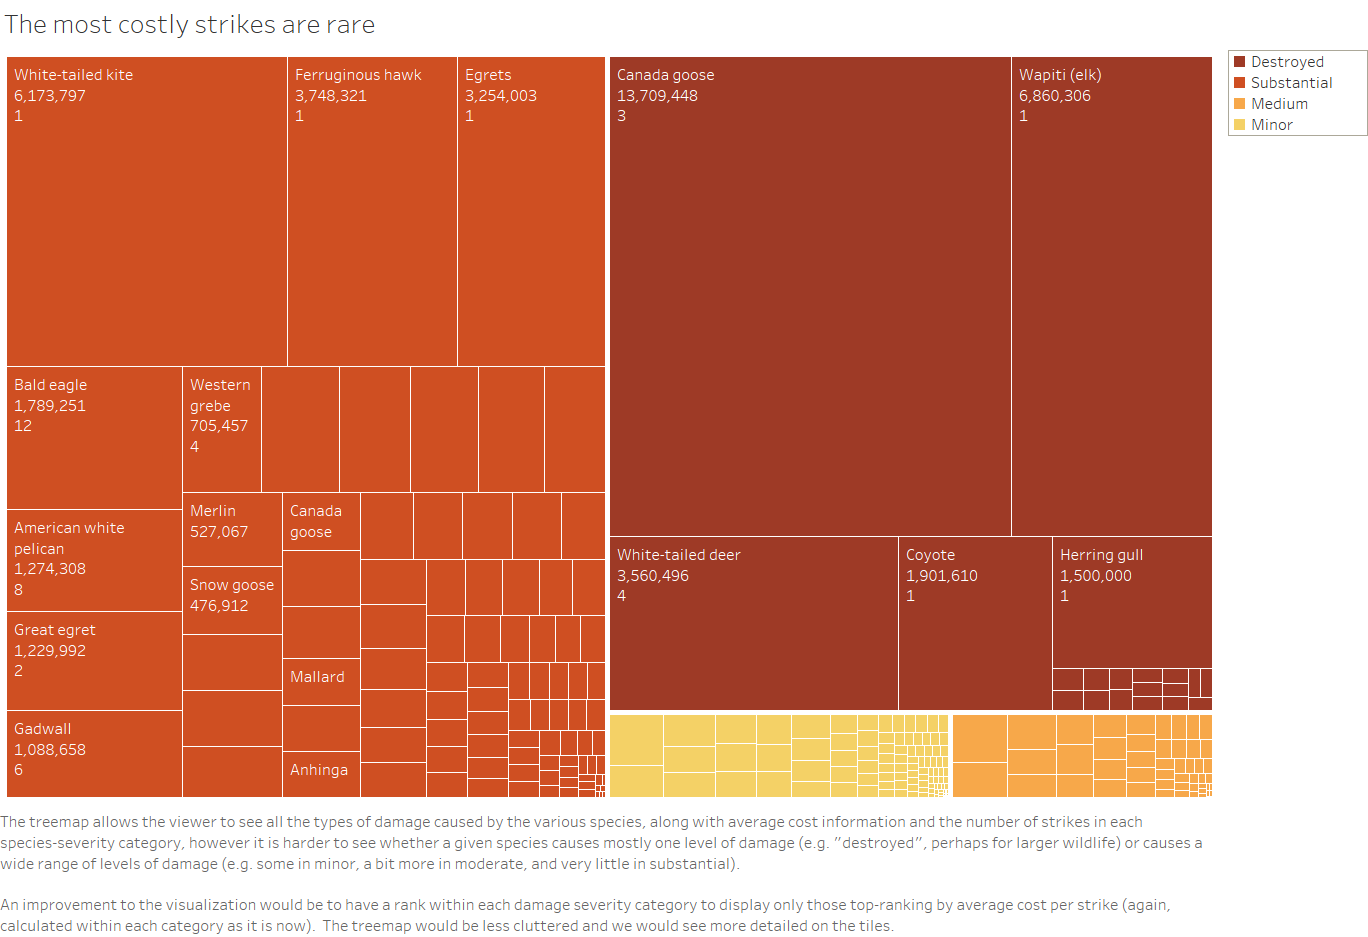 The most costly strikes are rare
White-tailed kite
6,173,797
1
Ferruginous hawk
3,748,321
1
Egrets
3,254,003
1
Bald eagle
1,789,251
12
Western
grebe
705,457
4
American white
pelican
1,274,308
8
Merlin
527,067
Canada
goose
Snow goose
476,912
Great egret
1,229,992
2
Mallard
Gadwall
1,088,658
6
Anhinga
Canada goose
13,709,448
3
Wapiti (elk)
6,860,306
1
White-tailed deer
3,560,496
4
Coyote
1,901,610
1
Herring gull
1,500,000
1
Destroyed
Substantial
Medium
Minor
The treemap allows the viewer to see all the types of damage caused by the various species, along with average cost information and the number of strikes in each
species-severity category, however it is harder to see whether a given species causes mostly one level of damage (e.g. "destroyed", perhaps for larger wildlife) or causes a
wide range of levels of damage (e.g. some in minor, a bit more in moderate, and very little in substantial).
An improvement to the visualization would be to have a rank within each damage severity category to display only those top-ranking by average cost per strike (again,
calculated within each category as it is now).  The treemap would be less cluttered and we would see more detailed on the tiles.